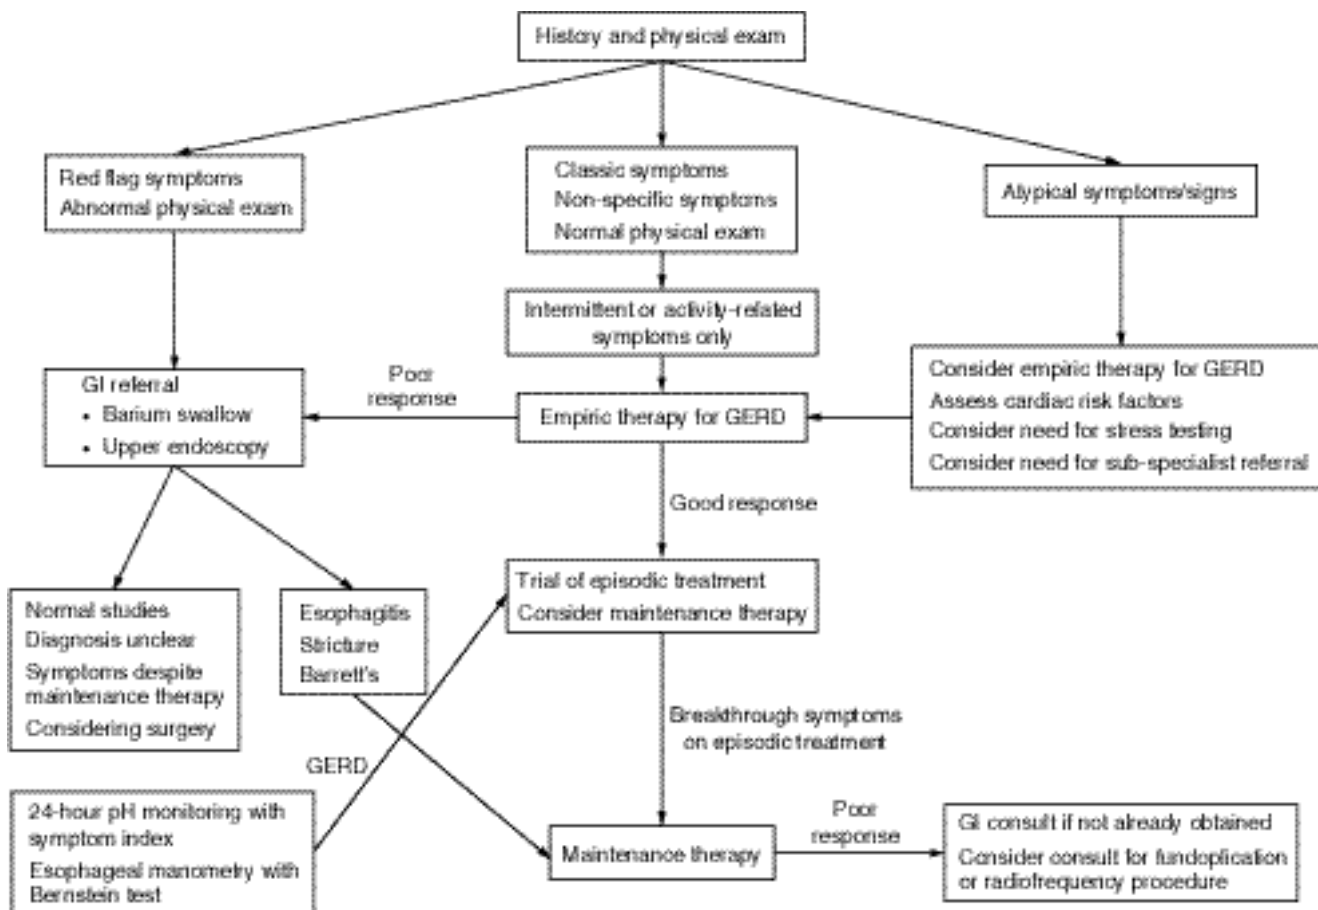 History and physical exam
Red flag symptoms
Abnormal physical exam
Classic symptoms
Non-specific symptoms
Normal physical exam
Atypical symptoms/signs
Intermittent or activity-related
symptoms only
GI referral
• Barium swallow
• Upper endoscopy
Poor
response
Empiric therapy for GERD
Consider empiric therapy for GERD
Assess cardiac risk factors
Consider need for stress testing
Consider need for sub-specialist referral
Good response
Normal studies
Diagnosis unclear
Symptoms despite
maintenance therapy
Considering surgery
Esophagitis
Stricture
Barrett's
Trial of episodic treatment
Consider maintenance therapy
Breakthrough symptoms
on episodic treatment
GERD
24-hour pH monitoring with
symptom index
Esophageal manometry with
Bernstein test
Maintenance therapy
Poor
response
GI consult if not already obtained
Consider consult for fundoplication
or radiofrequency procedure